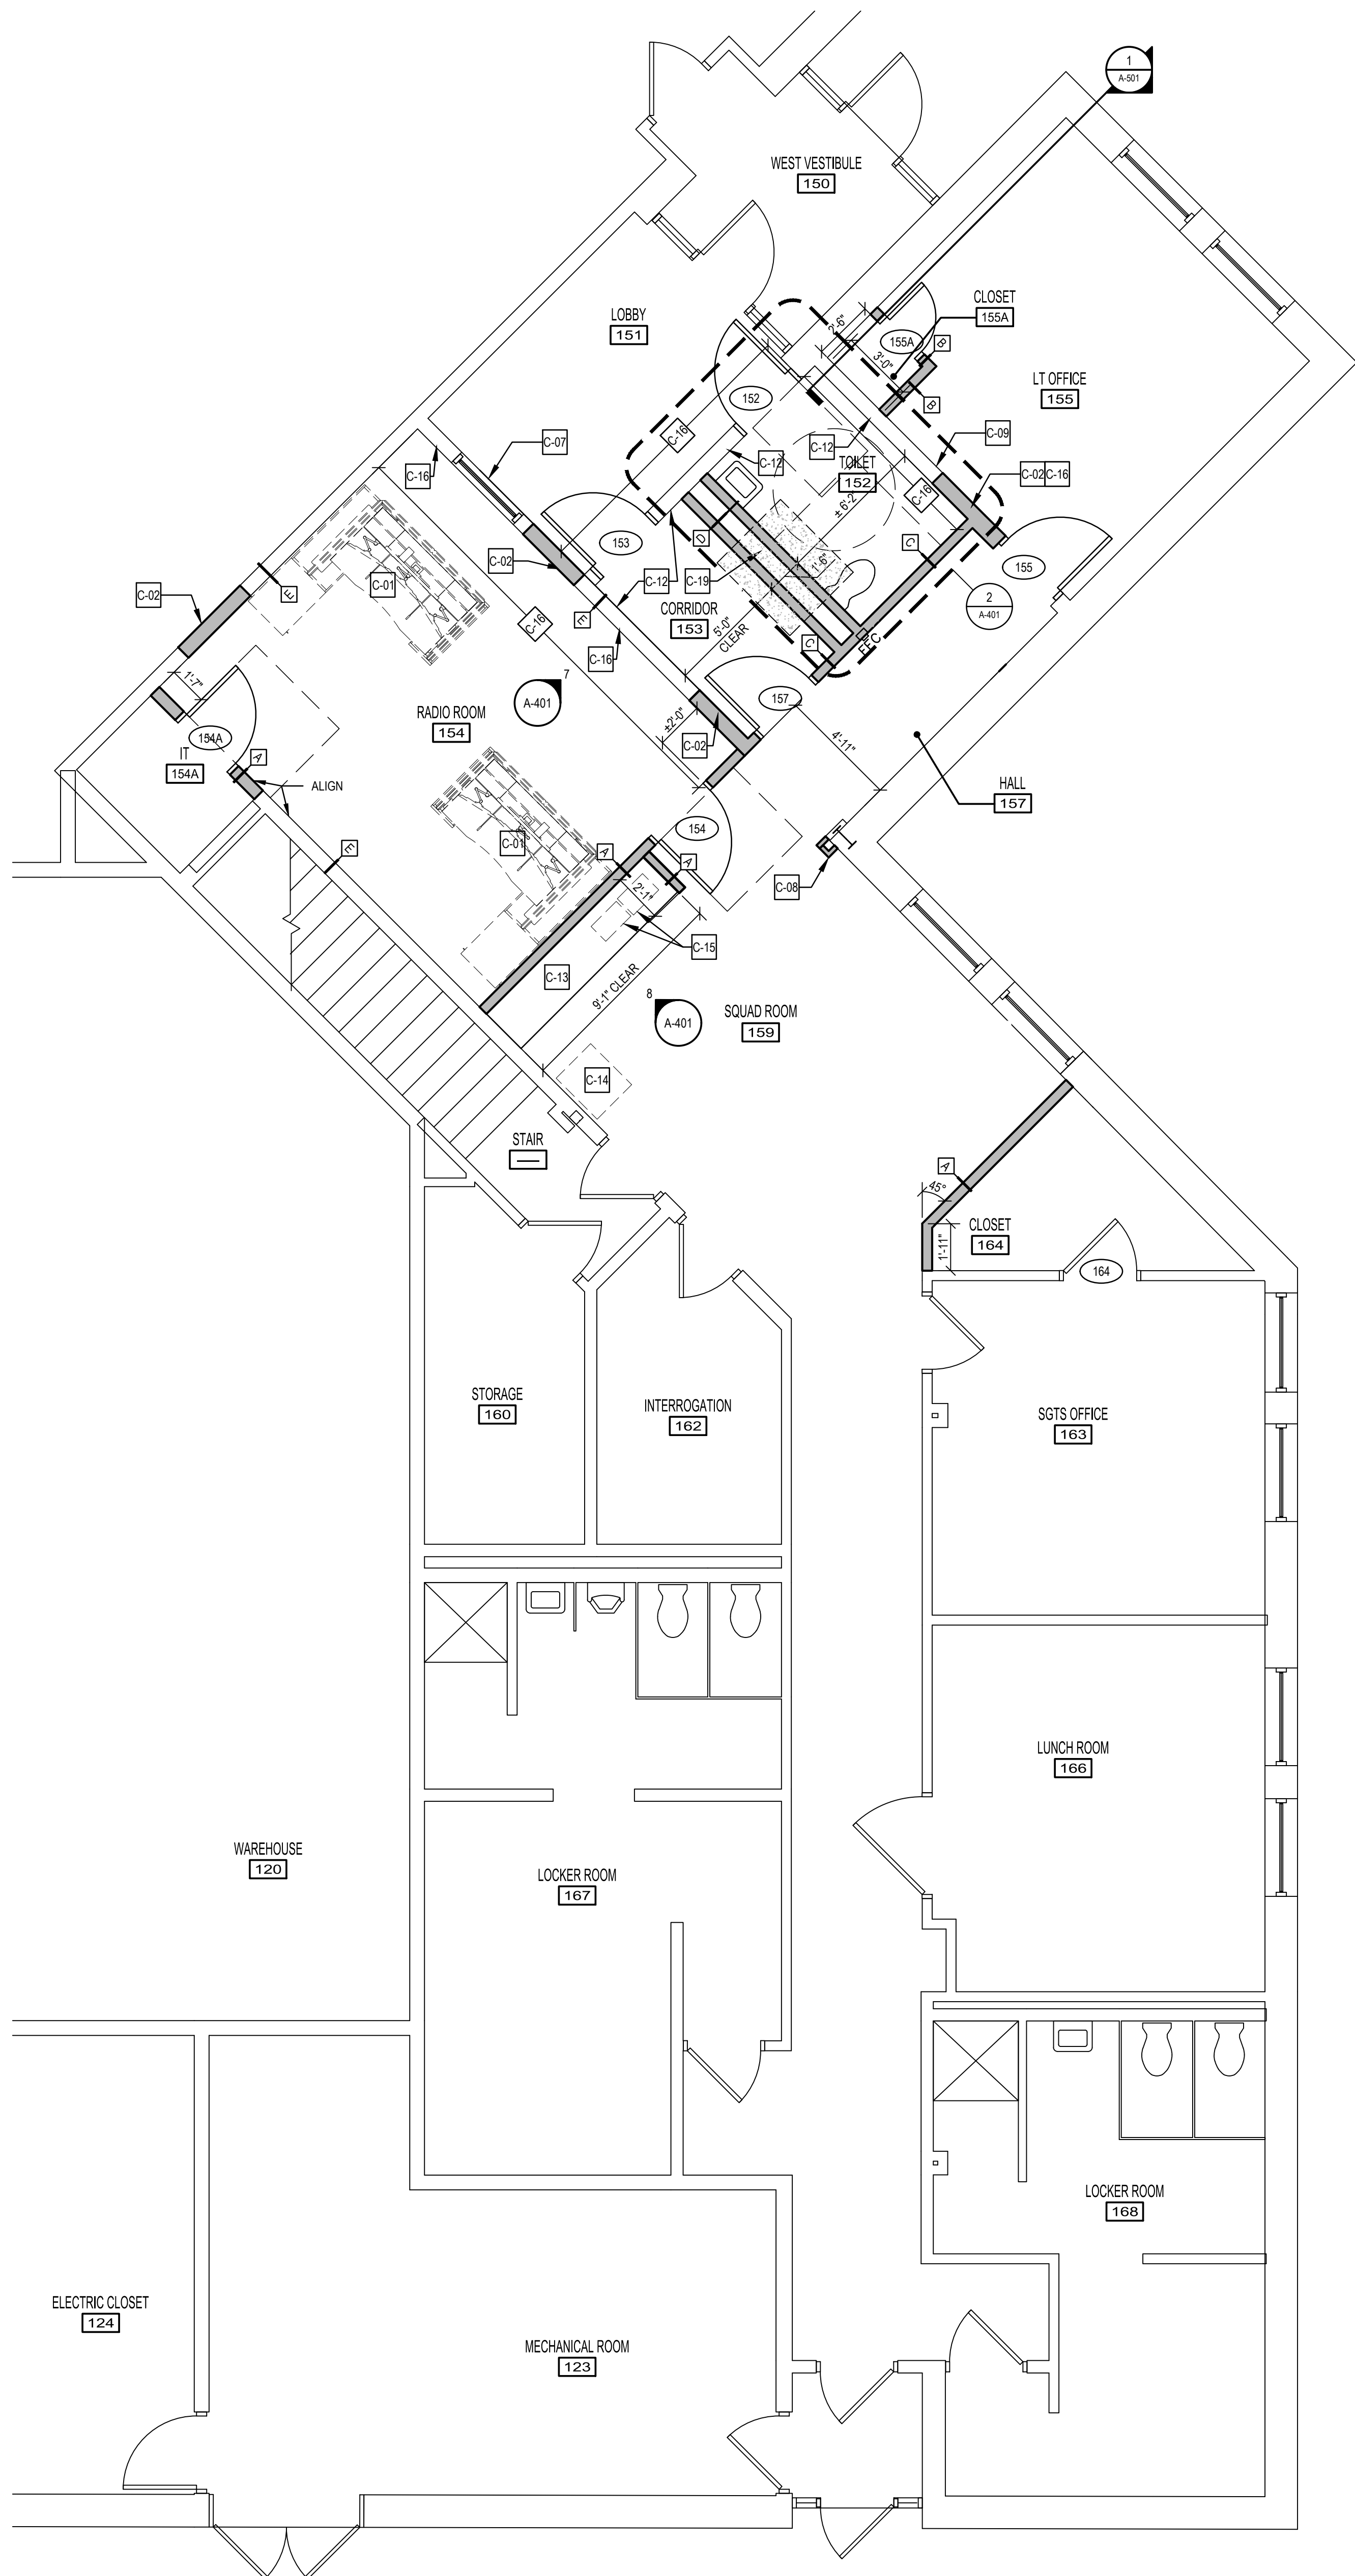 1
A-501
WEST VESTIBULE
150
CLOSET
155A
LOBBY
151
2'-6"
155A
B
3'-0"
LT OFFICE
155
B
152
C-16
C-12
C-12
C-09
C-07
C-16
TOILET
152
C-02 C-16
C-16
± 6'-2"
D
153
C-02
C-01
E
C-02
C-19
1'-6"
C
155
C-12
E
CORRIDOR
153
5'-0"
CLEAR
2
A-401
C-16
C-16
C
FEC
1'-7"
7
A-401
157
RADIO ROOM
154
±2'-0"
C-02
4'-11"
154A
IT
154A
A
ALIGN
HALL
157
154
C-01
E
A
A
C-08
2'-1"
C-15
C-13
9'-1" CLEAR
8
A-401
SQUAD ROOM
159
C-14
STAIR
A
45°
CLOSET
164
1'-11"
164
STORAGE
160
INTERROGATION
162
SGTS OFFICE
163
LUNCH ROOM
166
WAREHOUSE
120
LOCKER ROOM
167
LOCKER ROOM
168
ELECTRIC CLOSET
124
MECHANICAL ROOM
123